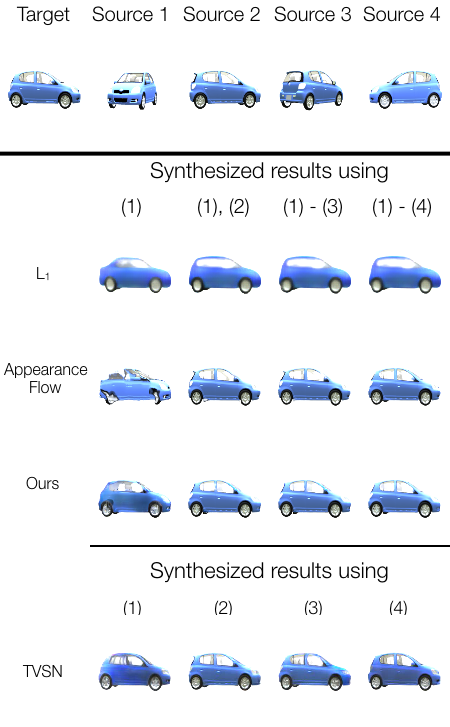 Target Source 1 Source 2 Source 3 Source 4
Synthesized results using
(1) (1), (2) (1) - (3) (1) - (4)
L₁
Appearance
Flow
Ours
Synthesized results using
(1) (2) (3) (4)
TVSN